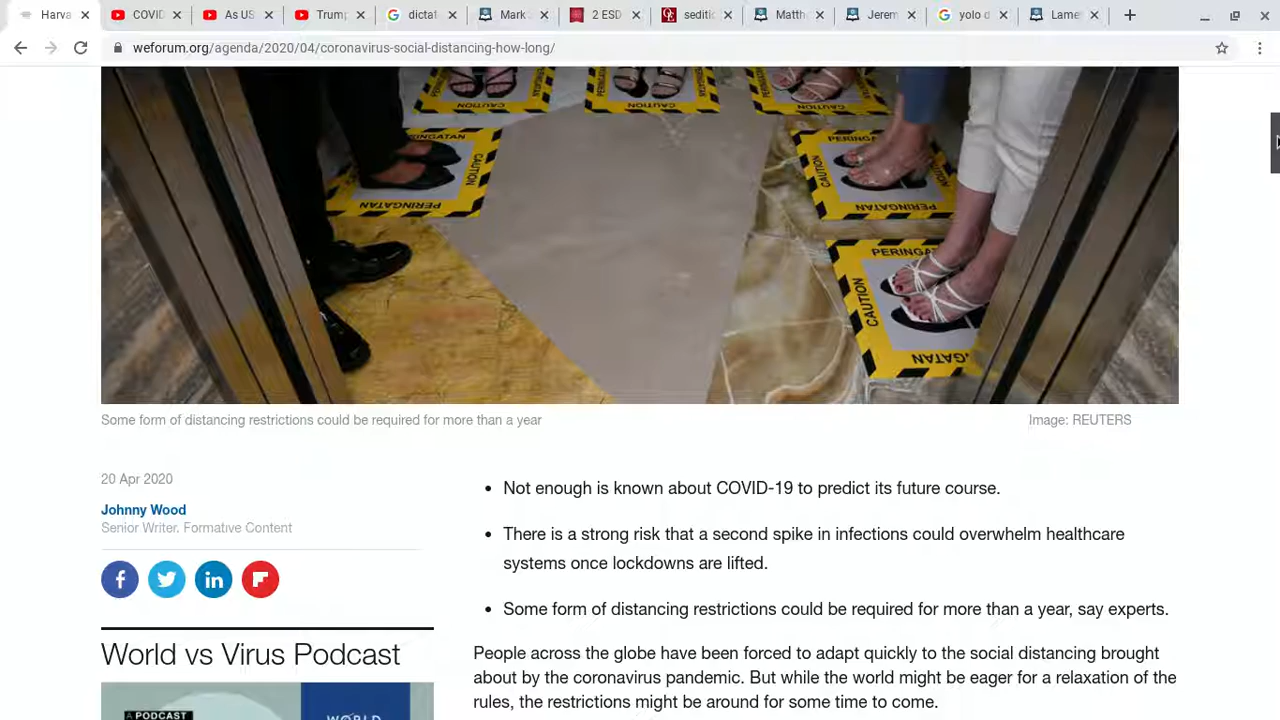 Harva
COVID
As US
Trump
dictat
Mark
2 ESD
seditic
Matth
Jerem
yolo d
Lame
weforum.org/agenda/2020/04/coronavirus-social-distancing-how-long/
CAUTION
CAUTION
CAUTION
PERINGATAN
CAUTION
PERINGATAN
PERINGATAN
CAUTION
Some form of distancing restrictions could be required for more than a year
Image: REUTERS
20 Apr 2020
Johnny Wood
Senior Writer, Formative Content
• Not enough is known about COVID-19 to predict its future course.
• There is a strong risk that a second spike in infections could overwhelm healthcare
systems once lockdowns are lifted.
• Some form of distancing restrictions could be required for more than a year, say experts.
World vs Virus Podcast
A PODCAST
WORLD
People across the globe have been forced to adapt quickly to the social distancing brought
about by the coronavirus pandemic. But while the world might be eager for a relaxation of the
rules, the restrictions might be around for some time to come.